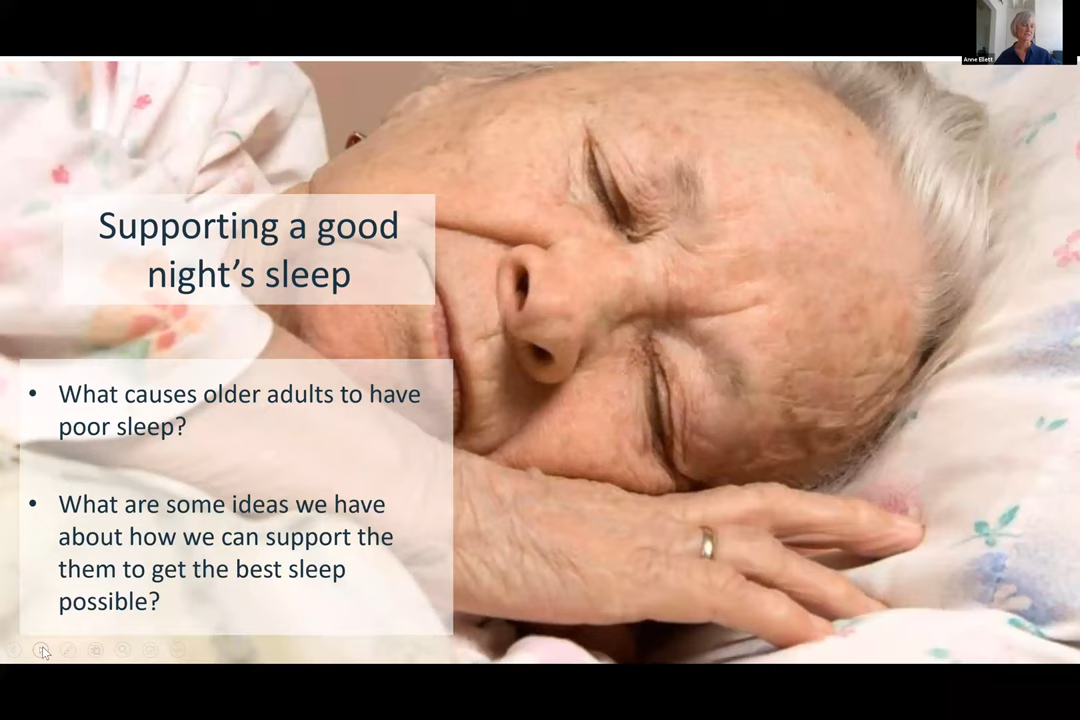 Anne Ellett
Supporting a good
night's sleep
• What causes older adults to have
poor sleep?
• What are some ideas we have
about how we can support the
them to get the best sleep
possible?